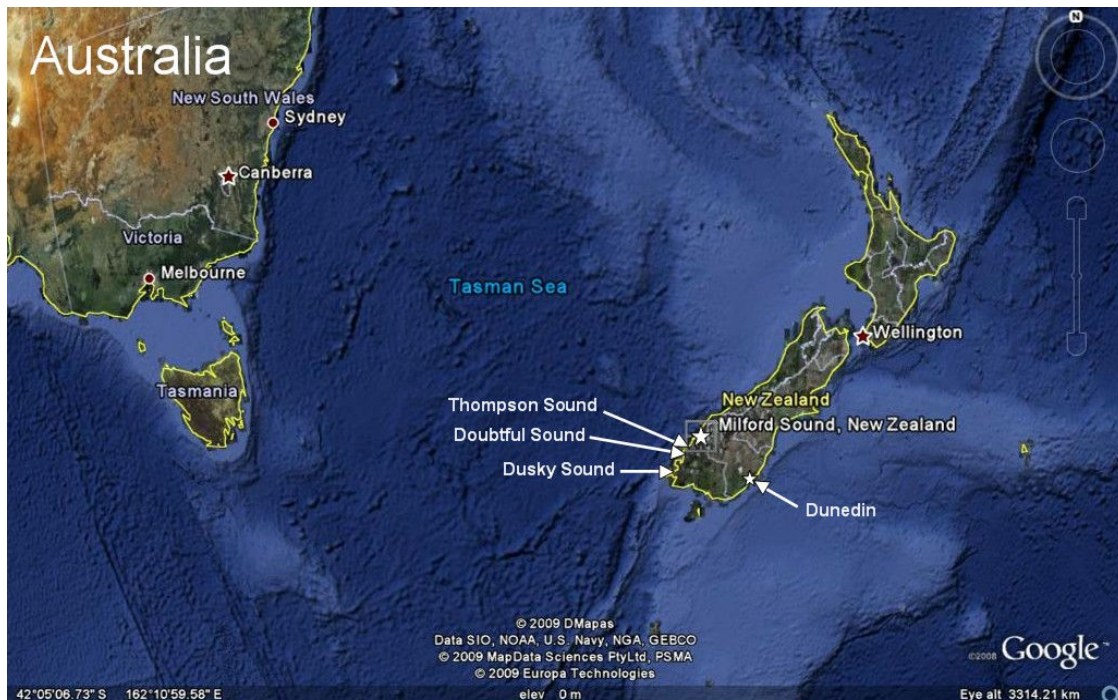 Australia
N
New South Wales
Sydney
Canberra
Victoria
Melbourne
Tasman Sea
Wellington
Tasmania
New Zealand
Thompson Sound
Milford Sound, New Zealand
Doubtful Sound
Dusky Sound
Dunedin
© 2009 DMapas
Data SIO, NOAA, U.S. Navy, NGA, GEBCO
© 2009 MapData Sciences PtyLtd, PSMA
© 2009 Europa Technologies
©2008 Google
42°05'06.73" S 162°10'59.58" E elev 0 m Eye alt 3314.21 km